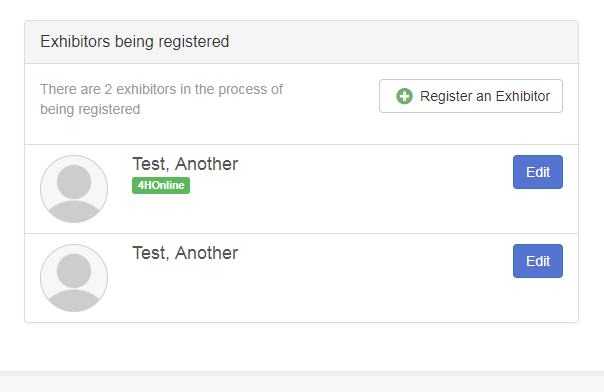 Exhibitors being registered
There are 2 exhibitors in the process of
being registered
Register an Exhibitor
Test, Another
4HOnline
Edit
Test, Another
Edit